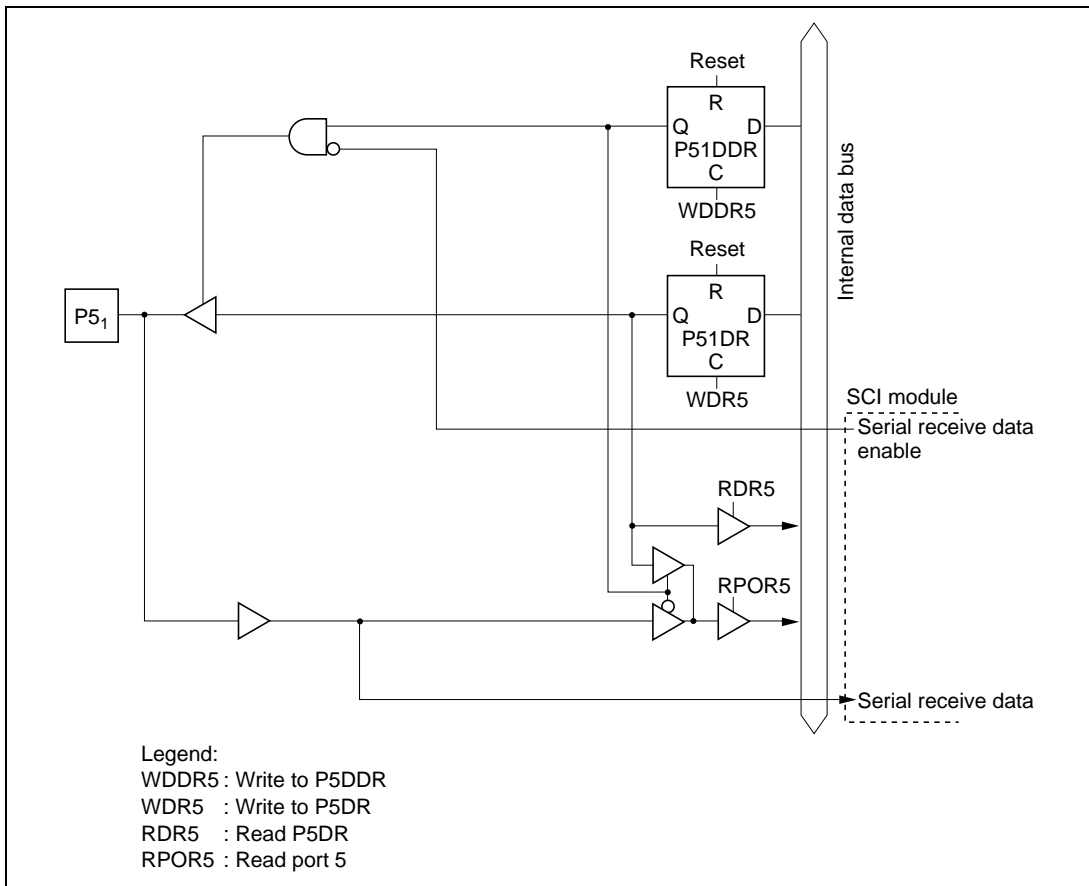 Reset
R
Q D
P51DDR
C
WDDR5
Internal data bus
Reset
R
P5₁
Q D
P51DR
C
WDR5
SCI module
Serial receive data
enable
RDR5
RPOR5
Serial receive data
Legend:
WDDR5 : Write to P5DDR
WDR5 : Write to P5DR
RDR5 : Read P5DR
RPOR5 : Read port 5